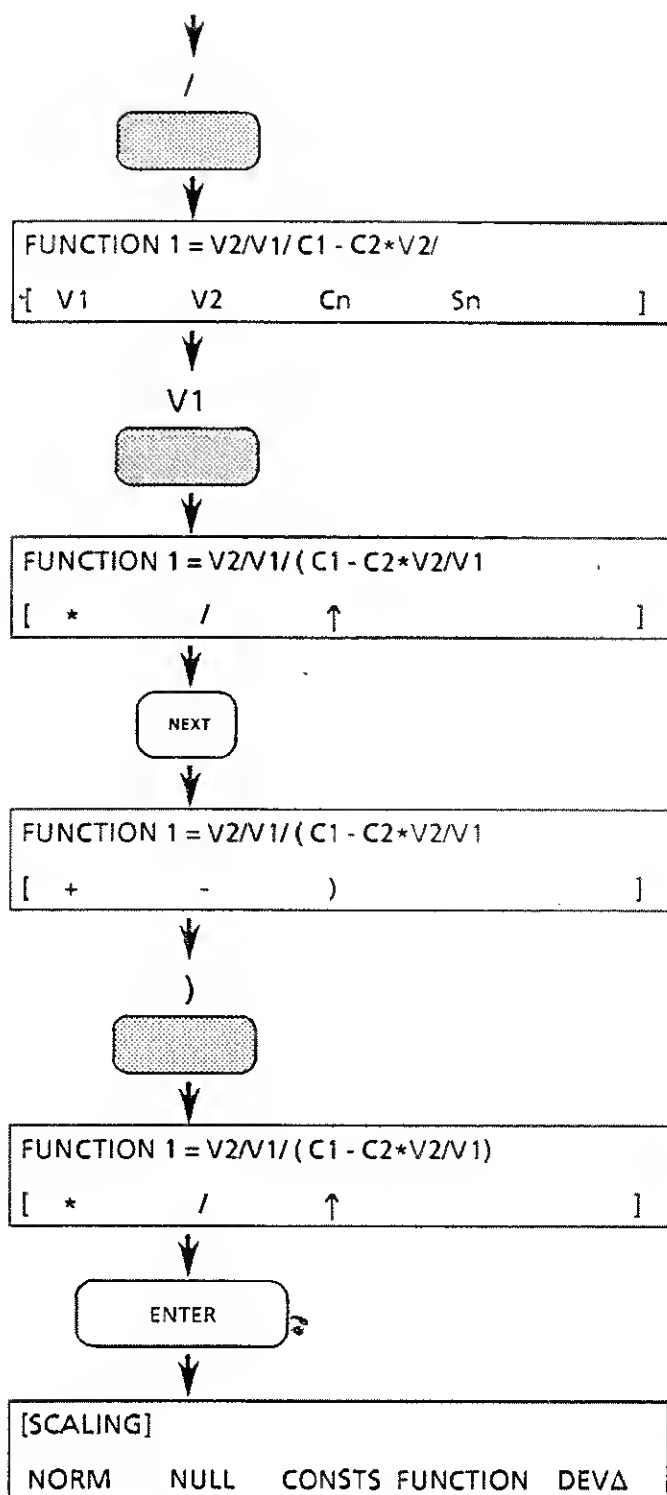 /
FUNCTION 1 = V2/V1/ C1 - C2*V2/
[ V1 V2 Cn Sn ]
V1
FUNCTION 1 = V2/V1/ ( C1 - C2*V2/V1
[ * / ↑ ]
NEXT
FUNCTION 1 = V2/V1/ ( C1 - C2*V2/V1
[ + - ) ]
)
FUNCTION 1 = V2/V1/ ( C1 - C2*V2/V1)
[ * / ↑ ]
ENTER
[SCALING]
NORM NULL CONSTS FUNCTION DEVΔ